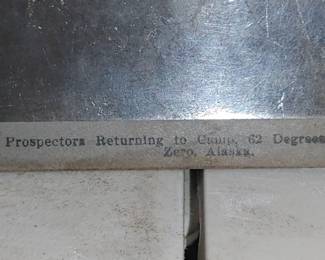 Prospectors Returning to Camp, 62 Degrees
Zero, Alaska.